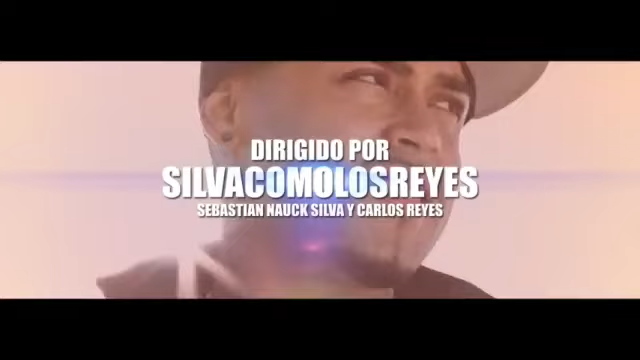 DIRIGIDO POR
SILVACOMOLOSREYES
SEBASTIAN NAUCK SILVA Y CARLOS REYES